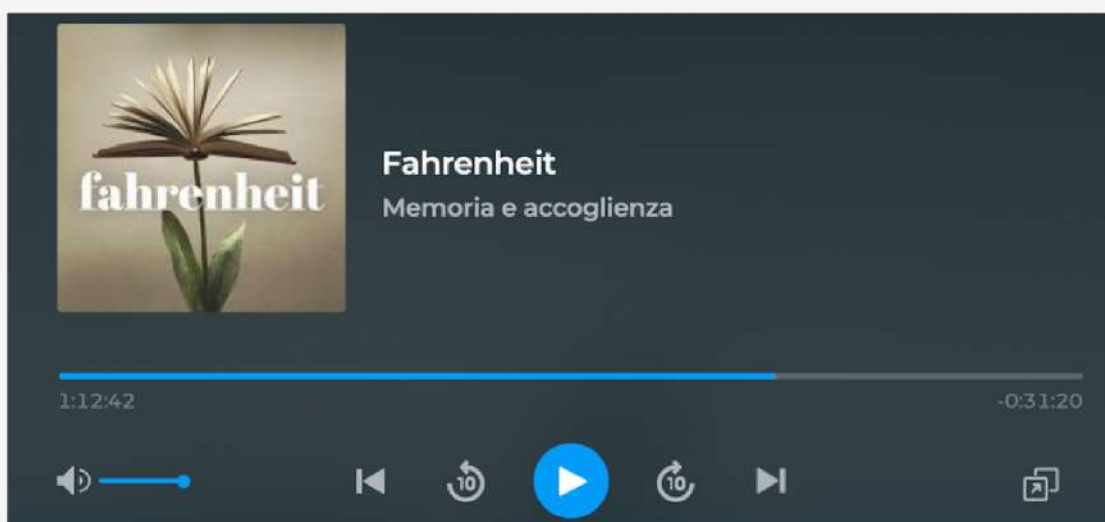 fahrenheit
Fahrenheit
Memoria e accoglienza
1:12:42
-0:31:20
10
10